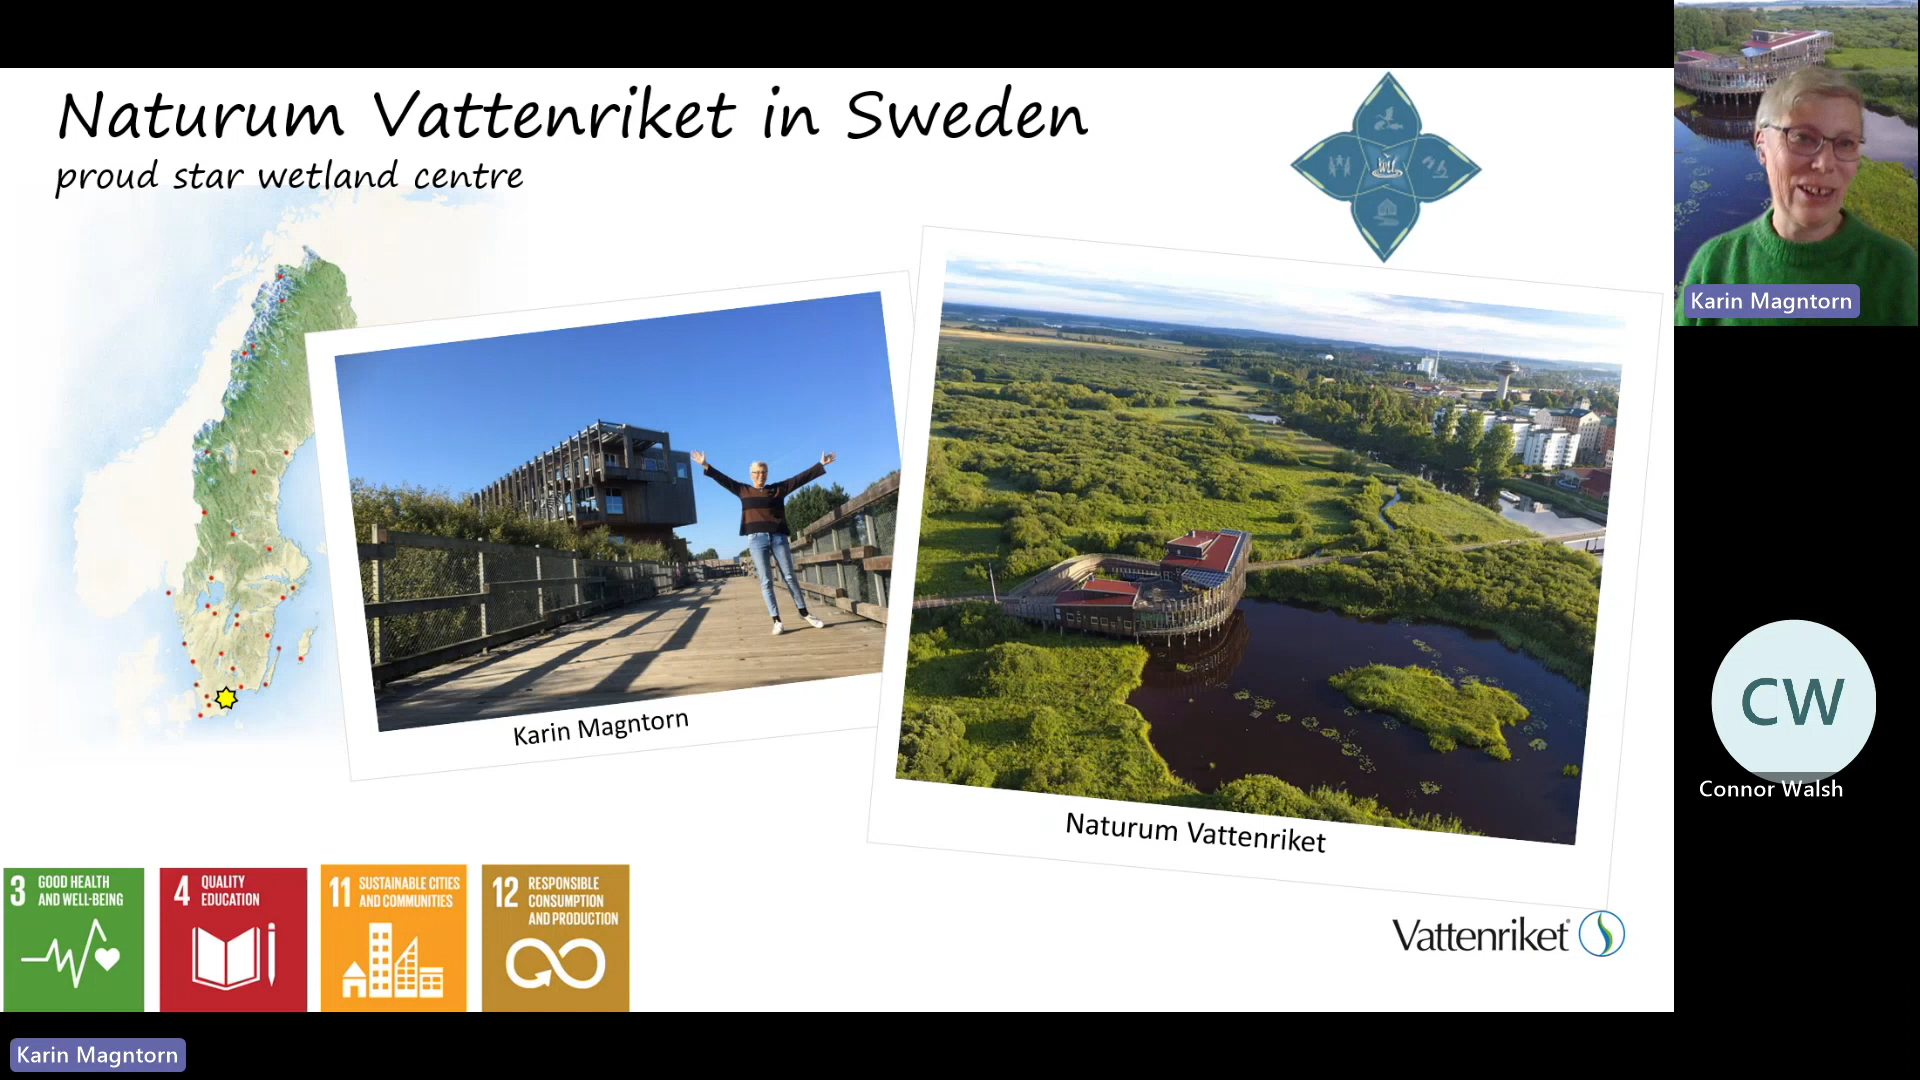 Naturum Vattenriket in Sweden
proud star wetland centre
Karin Magntorn
Karin Magntorn
Naturum Vattenriket
CW
Connor Walsh
3 GOOD HEALTH
AND WELL-BEING
4 QUALITY
EDUCATION
11 SUSTAINABLE CITIES
AND COMMUNITIES
12 RESPONSIBLE
CONSUMPTION
AND PRODUCTION
Vattenriket
Karin Magntorn